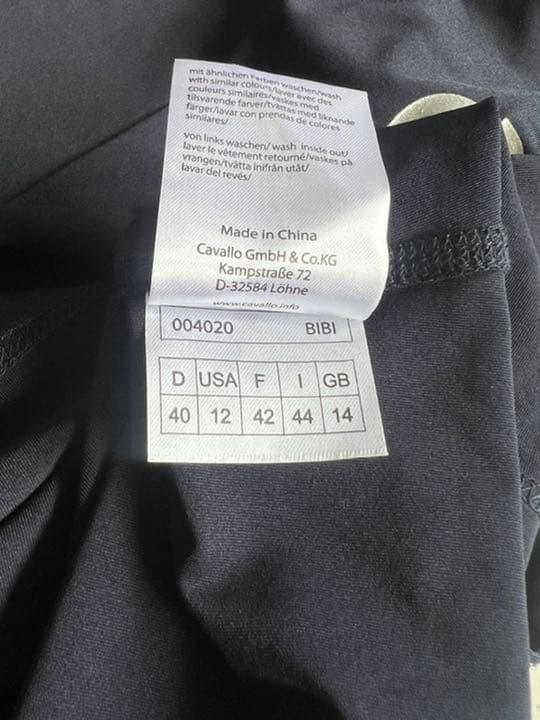 mit ähnlichen Farben waschen/wash
with similar colours/laver avec des
couleurs similaires/vaskes med
tilsvarende farver/tvättas med liknande
färger/lavar con prendas de colores
similares/
von links waschen/ wash inside out/
laver le vêtement retourné/vaskes på
vrangen/tvätta inifrån utåt/
lavar del revés/
Made in China
Cavallo GmbH & Co.KG
Kampstraße 72
D-32584 Löhne
www.cavallo.info
004020 BIBI
D USA F I GB
40 12 42 44 14